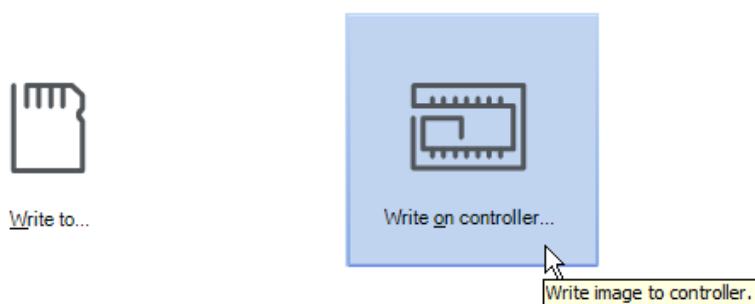 Write to...
Write on controller...
Write image to controller.